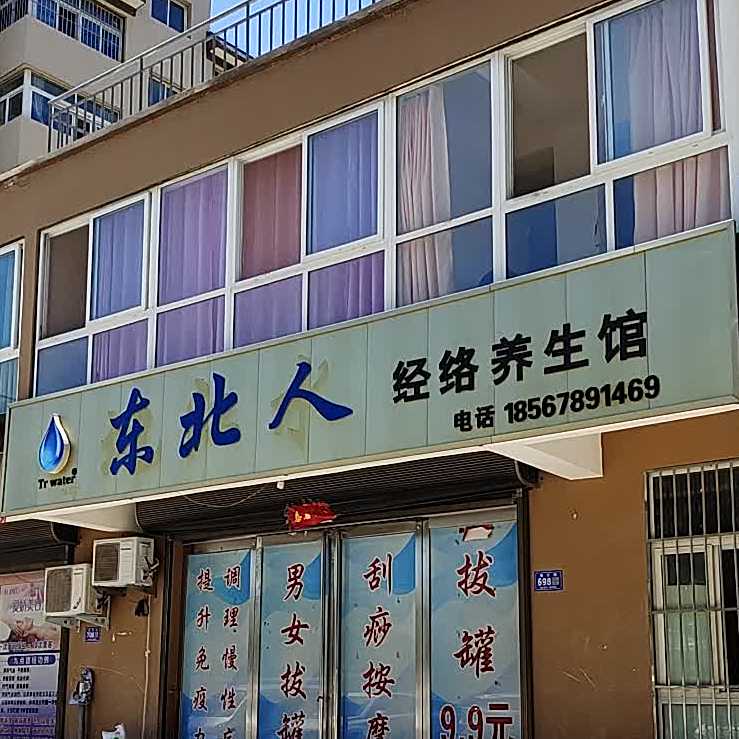 东北人
经络养生馆
电话 18567891469
Tr water
调理慢性
提升免疫
男女拔罐
刮痧按摩
拔罐
9.9元
698